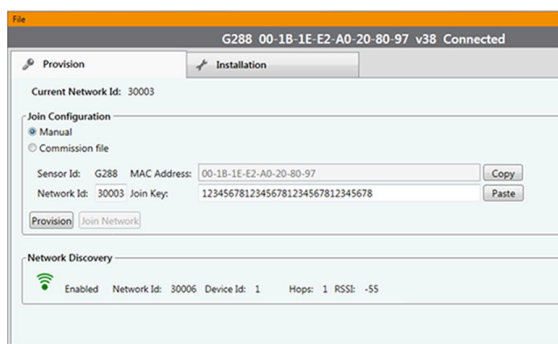 File
G288 00-1B-1E-E2-A0-20-80-97 v38 Connected
Provision Installation
Current Network Id: 30003
Join Configuration
Manual
Commission file
Sensor Id: G288 MAC Address: 00-1B-1E-E2-A0-20-80-97 Copy
Network Id: 30003 Join Key: 12345678123456781234567812345678 Paste
Provision Join Network
Network Discovery
Enabled Network Id: 30006 Device Id: 1 Hops: 1 RSSI: -55